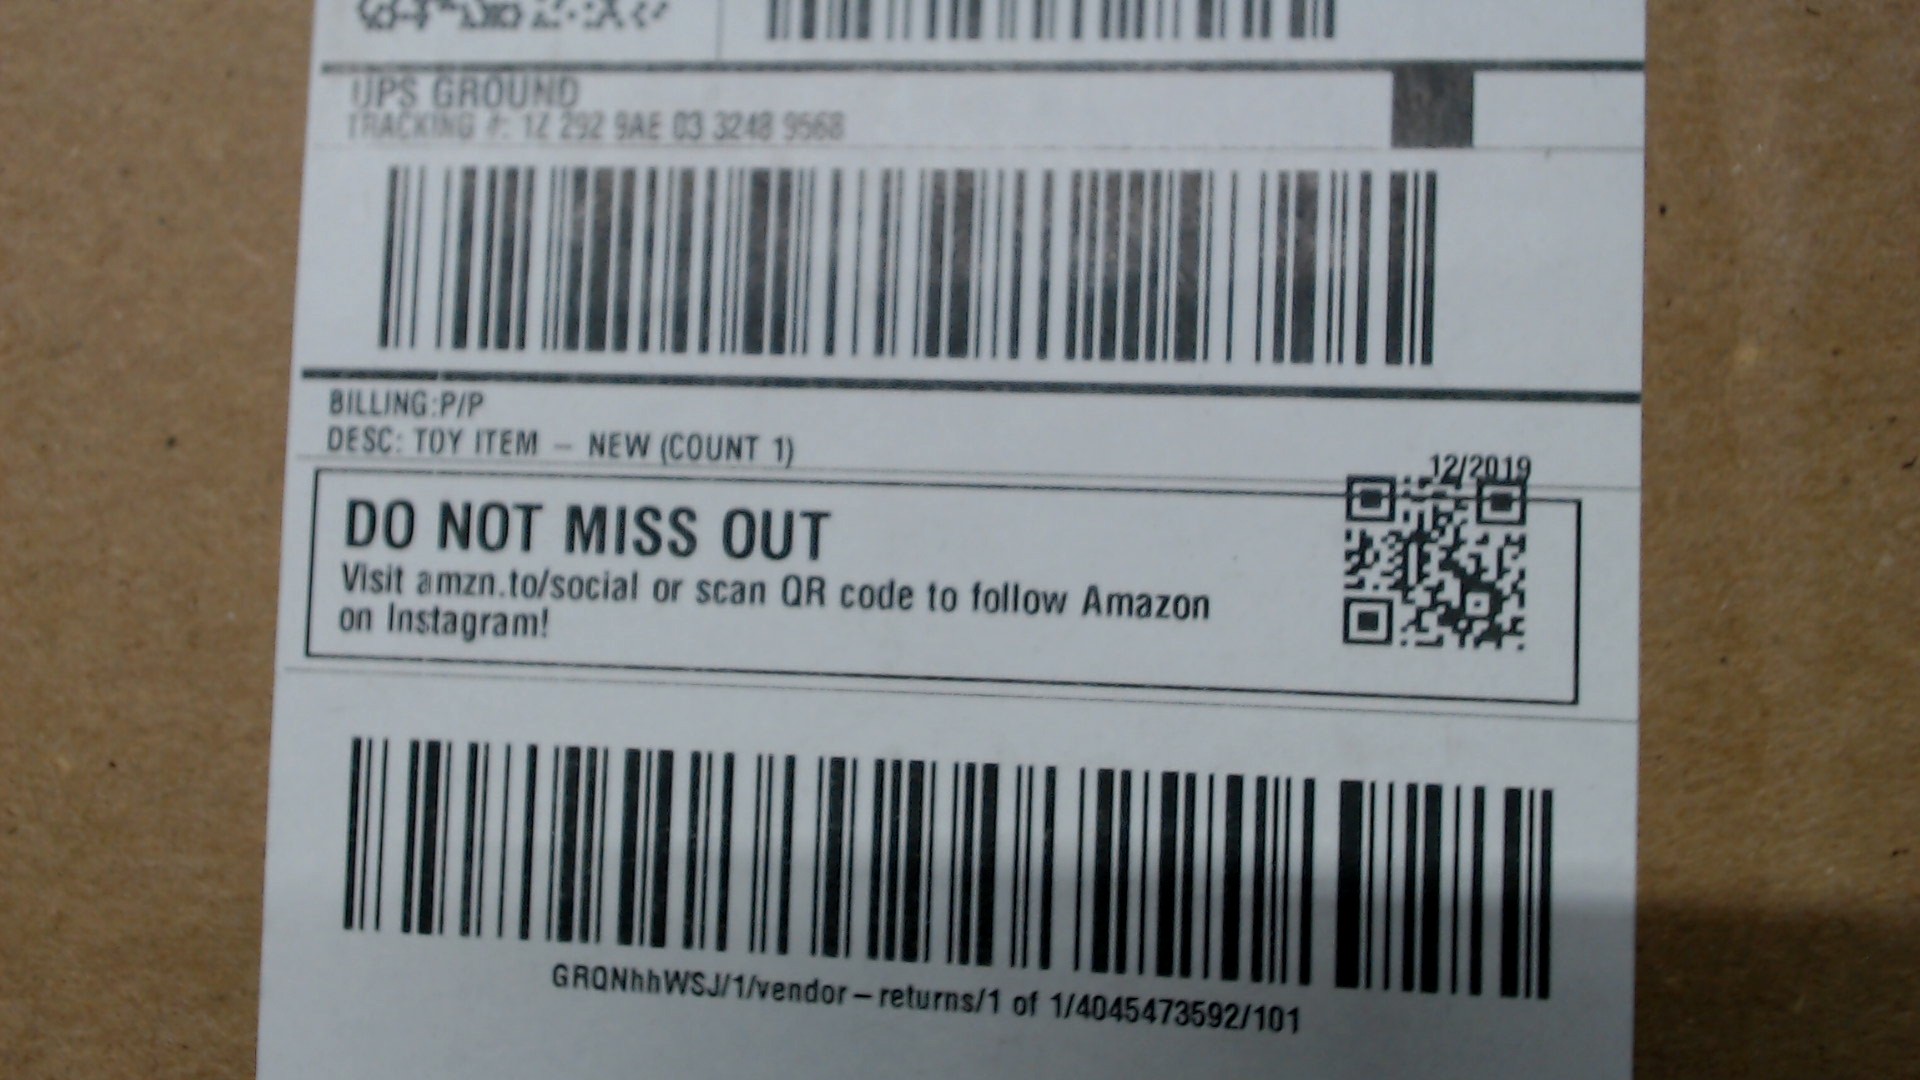 UPS GROUND
TRACKING #: 1Z 292 9AE 03 3248 9568
BILLING:P/P
DESC: TOY ITEM – NEW (COUNT 1)
12/2019
DO NOT MISS OUT
Visit amzn.to/social or scan QR code to follow Amazon
on Instagram!
GRQNhhWSJ/1/vendor–returns/1 of 1/4045473592/101